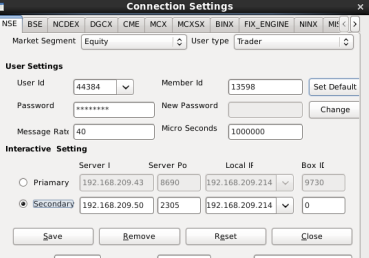 Connection Settings
NSE BSE NCDEX DGCX CME MCX MCXSX BINX FIX_ENGINE NINX MIS
Market Segment Equity User type Trader
User Settings
User Id 44384 Member Id 13598 Set Default
Password ******** New Password Change
Message Rate 40 Micro Seconds 1000000
Interactive Setting
Server I Server Po Local IF Box II
Priamary 192.168.209.43 8690 192.168.209.214 9730
Secondary 192.168.209.50 2305 192.168.209.214 0
Save Remove Reset Close